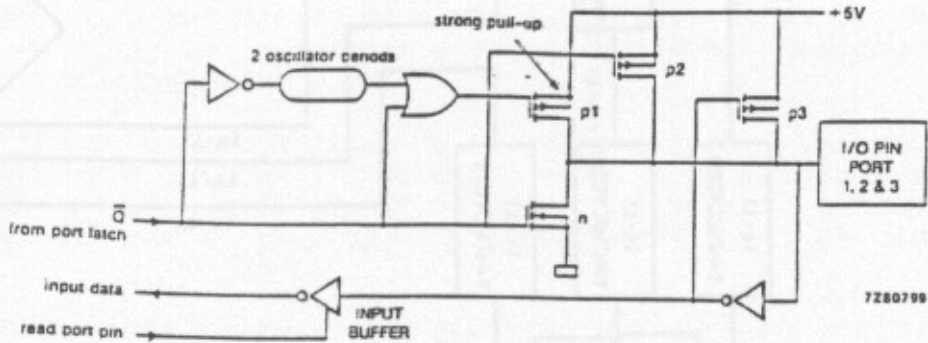 +5V
strong pull-up
2 oscillator periods
p2
p1
p3
I/O PIN
PORT
1, 2 & 3
Q
n
from port latch
input data
INPUT
BUFFER
read port pin
7Z80799